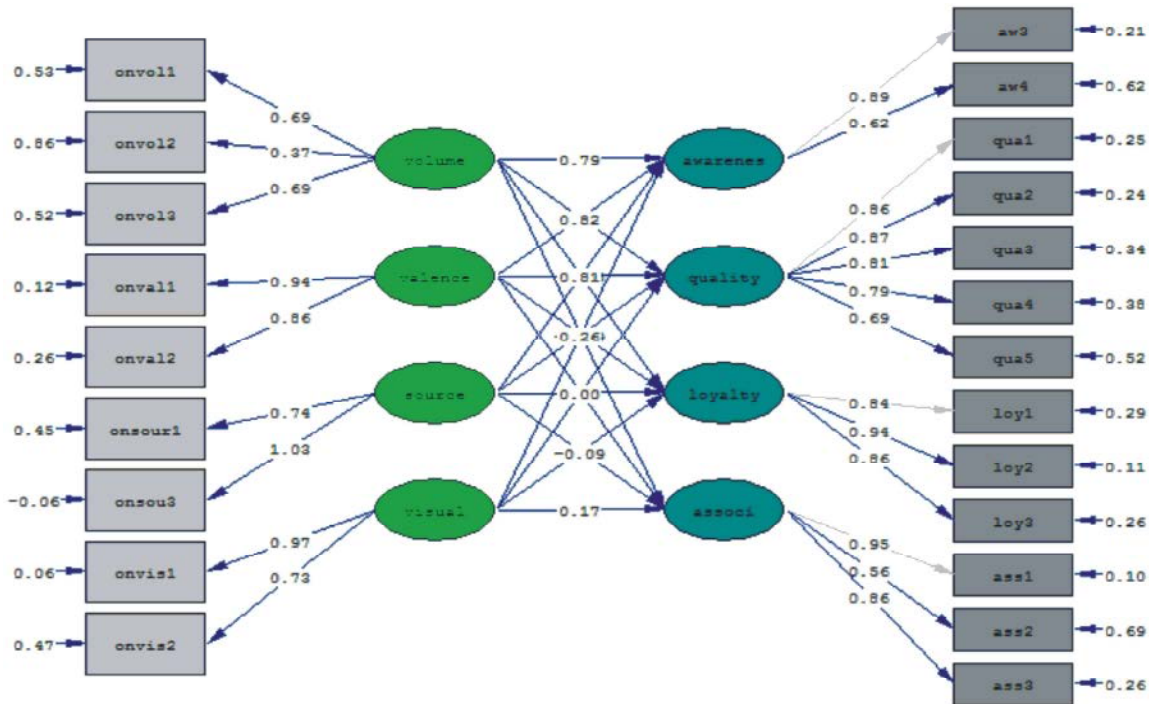 0.53
onvol1
0.86
onvol2
0.52
onvol3
0.12
onval1
0.26
onval2
0.45
onsour1
-0.06
onsou3
0.06
onvis1
0.47
onvis2
0.69
0.37
0.69
0.94
0.86
0.74
1.03
0.97
0.73
volume
valence
source
visual
0.79
0.82
0.81
0.00
-0.09
0.17
awarenes
quality
loyalty
associ
0.89
0.62
0.86
0.87
0.81
0.79
0.69
0.84
0.94
0.86
0.95
0.56
0.86
aw3
0.21
aw4
0.62
qua1
0.25
qua2
0.24
qua3
0.34
qua4
0.38
qua5
0.52
loy1
0.29
loy2
0.11
loy3
0.26
ass1
0.10
ass2
0.69
ass3
0.26